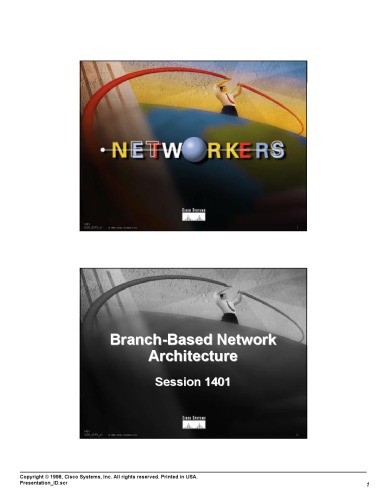 NETWORKERS
Cisco Systems
1
Branch-Based Network
Architecture
Session 1401
Cisco Systems
Copyright © 1998, Cisco Systems, Inc. All rights reserved. Printed in USA.
Presentation_ID.scr
1